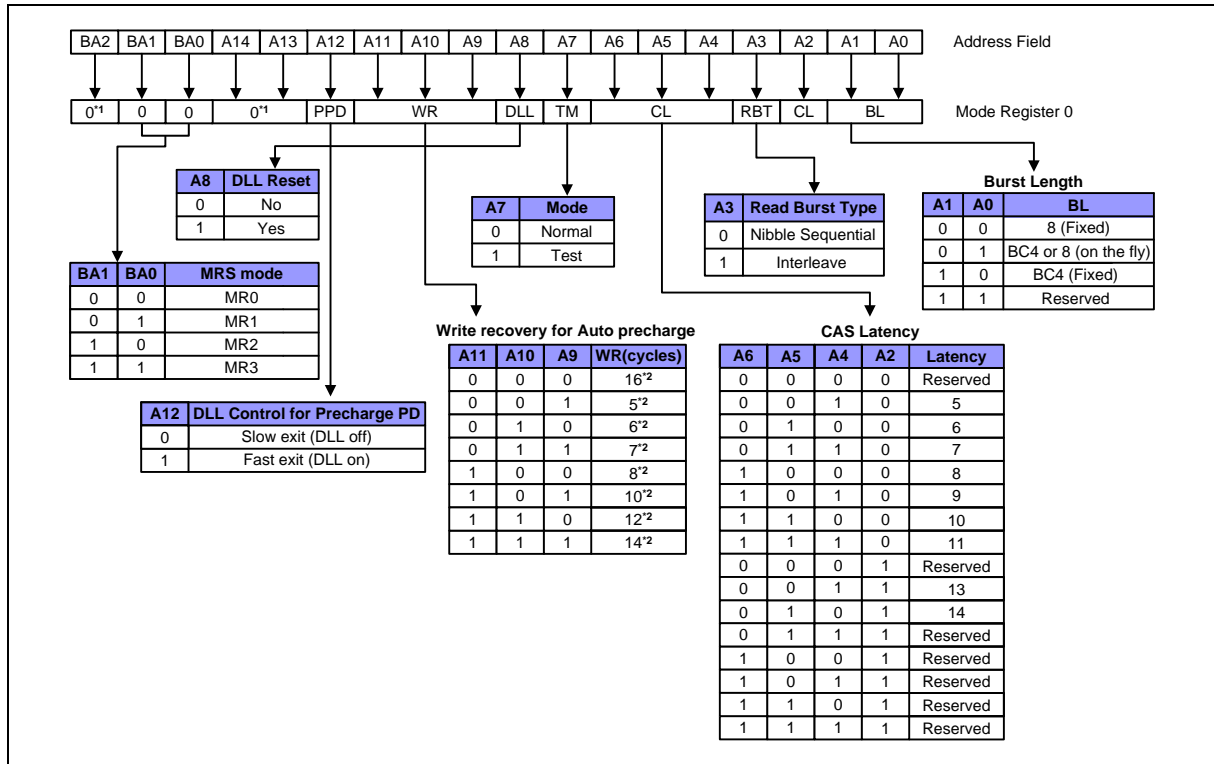 BA2 BA1 BA0 A14 A13 A12 A11 A10 A9 A8 A7 A6 A5 A4 A3 A2 A1 A0 Address Field
0*1 0 0 0*1 PPD WR DLL TM CL RBT CL BL Mode Register 0
A8 DLL Reset
0 No
1 Yes
A7 Mode
0 Normal
1 Test
A3 Read Burst Type
0 Nibble Sequential
1 Interleave
Burst Length
A1 A0 BL
0 0 8 (Fixed)
0 1 BC4 or 8 (on the fly)
1 0 BC4 (Fixed)
1 1 Reserved
BA1 BA0 MRS mode
0 0 MR0
0 1 MR1
1 0 MR2
1 1 MR3
A12 DLL Control for Precharge PD
0 Slow exit (DLL off)
1 Fast exit (DLL on)
Write recovery for Auto precharge
A11 A10 A9 WR(cycles)
0 0 0 16*2
0 0 1 5*2
0 1 0 6*2
0 1 1 7*2
1 0 0 8*2
1 0 1 10*2
1 1 0 12*2
1 1 1 14*2
CAS Latency
A6 A5 A4 A2 Latency
0 0 0 0 Reserved
0 0 1 0 5
0 1 0 0 6
0 1 1 0 7
1 0 0 0 8
1 0 1 0 9
1 1 0 0 10
1 1 1 0 11
0 0 0 1 Reserved
0 0 1 1 13
0 1 0 1 14
0 1 1 1 Reserved
1 0 0 1 Reserved
1 0 1 1 Reserved
1 1 0 1 Reserved
1 1 1 1 Reserved